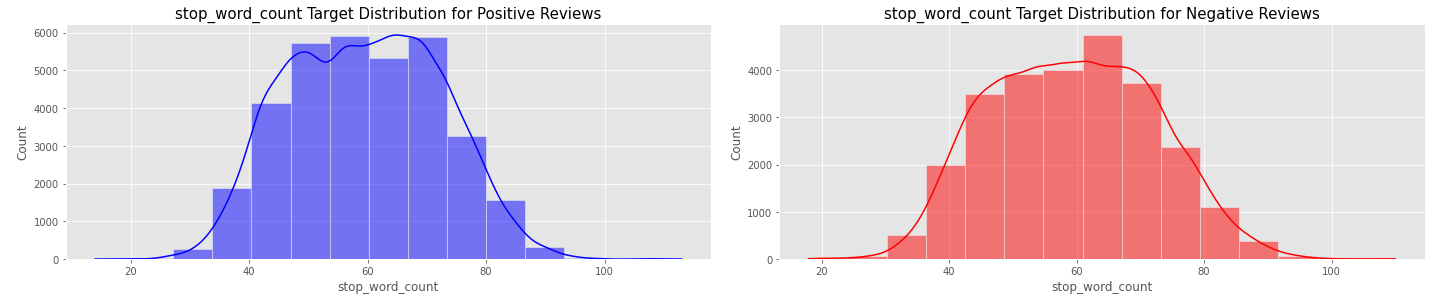 stop_word_count Target Distribution for Positive Reviews
6000
5000
4000
3000
2000
1000
0
Count
20 40 60 80 100
stop_word_count
stop_word_count Target Distribution for Negative Reviews
4000
3000
2000
1000
0
Count
20 40 60 80 100
stop_word_count